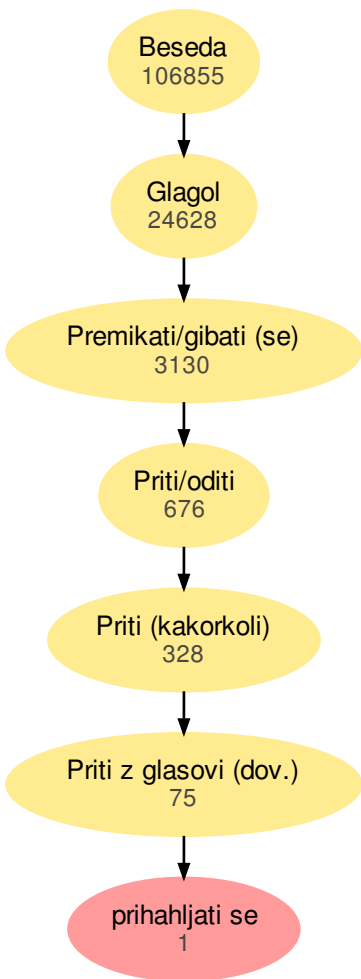 Beseda
106855
Glagol
24628
Premikati/gibati (se)
3130
Priti/oditi
676
Priti (kakorkoli)
328
Priti z glasovi (dov.)
75
prihahljati se
1